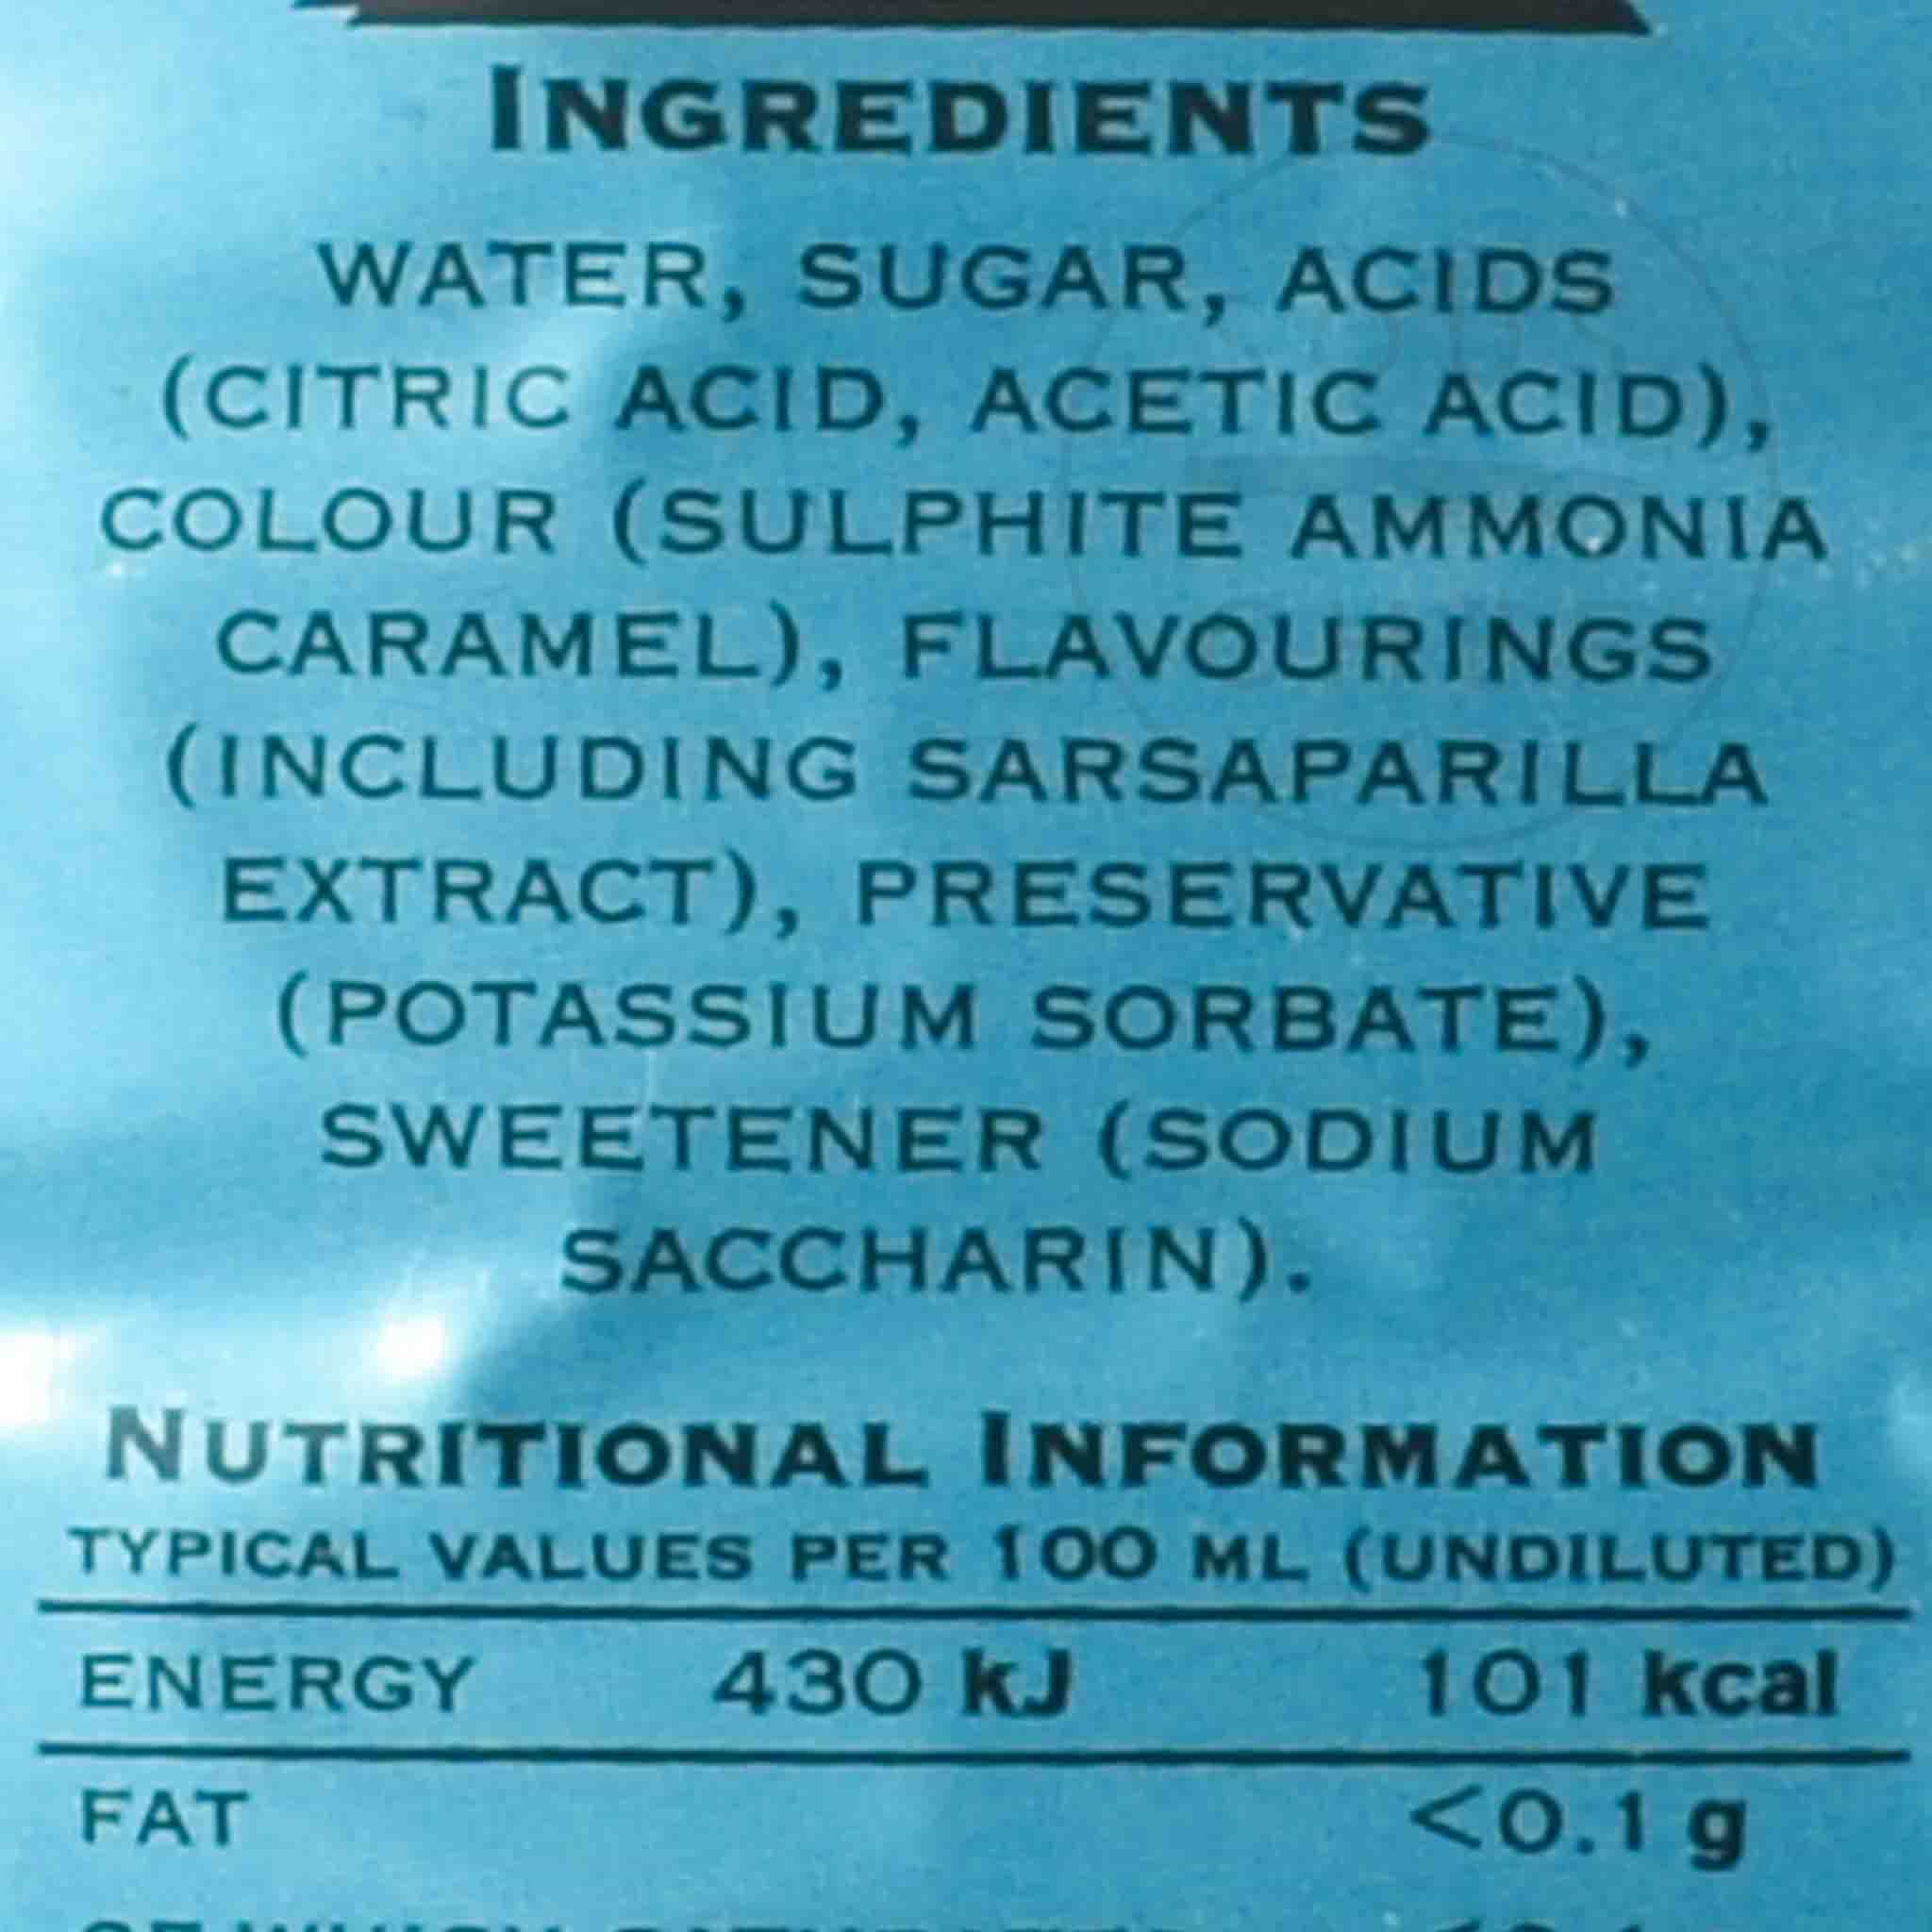 INGREDIENTS
WATER, SUGAR, ACIDS
(CITRIC ACID, ACETIC ACID),
COLOUR (SULPHITE AMMONIA
CARAMEL), FLAVOURINGS
(INCLUDING SARSAPARILLA
EXTRACT), PRESERVATIVE
(POTASSIUM SORBATE),
SWEETENER (SODIUM
SACCHARIN).
NUTRITIONAL INFORMATION
TYPICAL VALUES PER 100 ML (UNDILUTED)
ENERGY 430 kJ 101 kcal
FAT <0.1 g